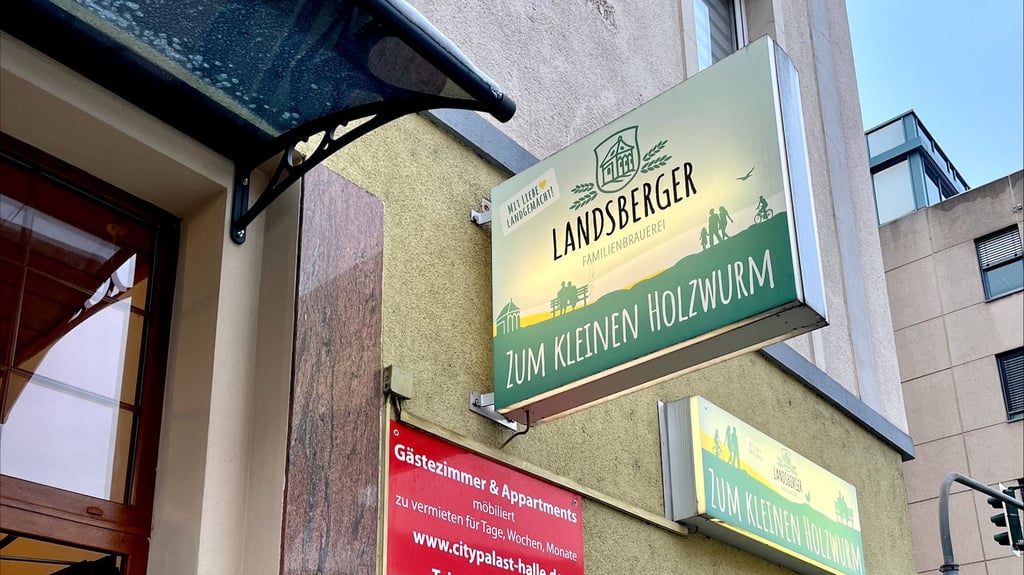 MIT LIEBE
LANDGEMACHT!
LANDSBERGER
FAMILIENBRAUEREI
ZUM KLEINEN HOLZWURM
Gästezimmer & Appartments
möbiliert
zu vermieten für Tage, Wochen, Monate
www.citypalast-halle.d
LANDSBERGER
ZUM KLEINEN HOLZWURM